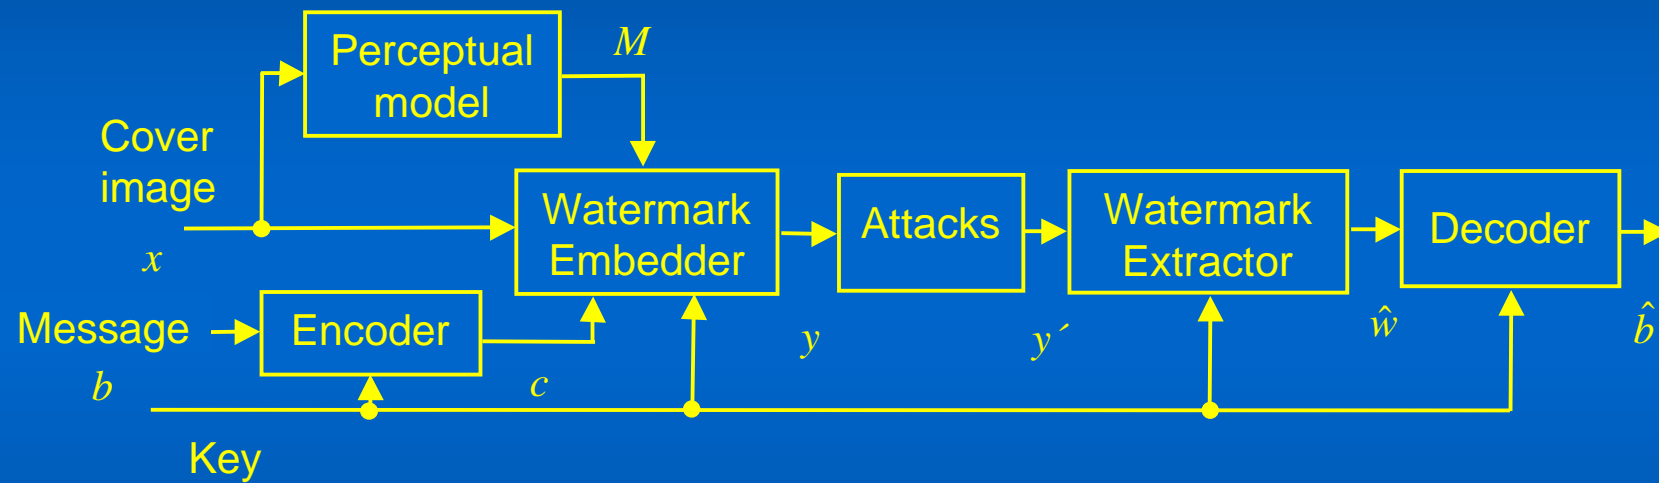 Perceptual
model
M
Cover
image
x
Watermark
Embedder
Attacks
Watermark
Extractor
Decoder
Message
b
Encoder
c
y
y´
ŵ
b̂
Key